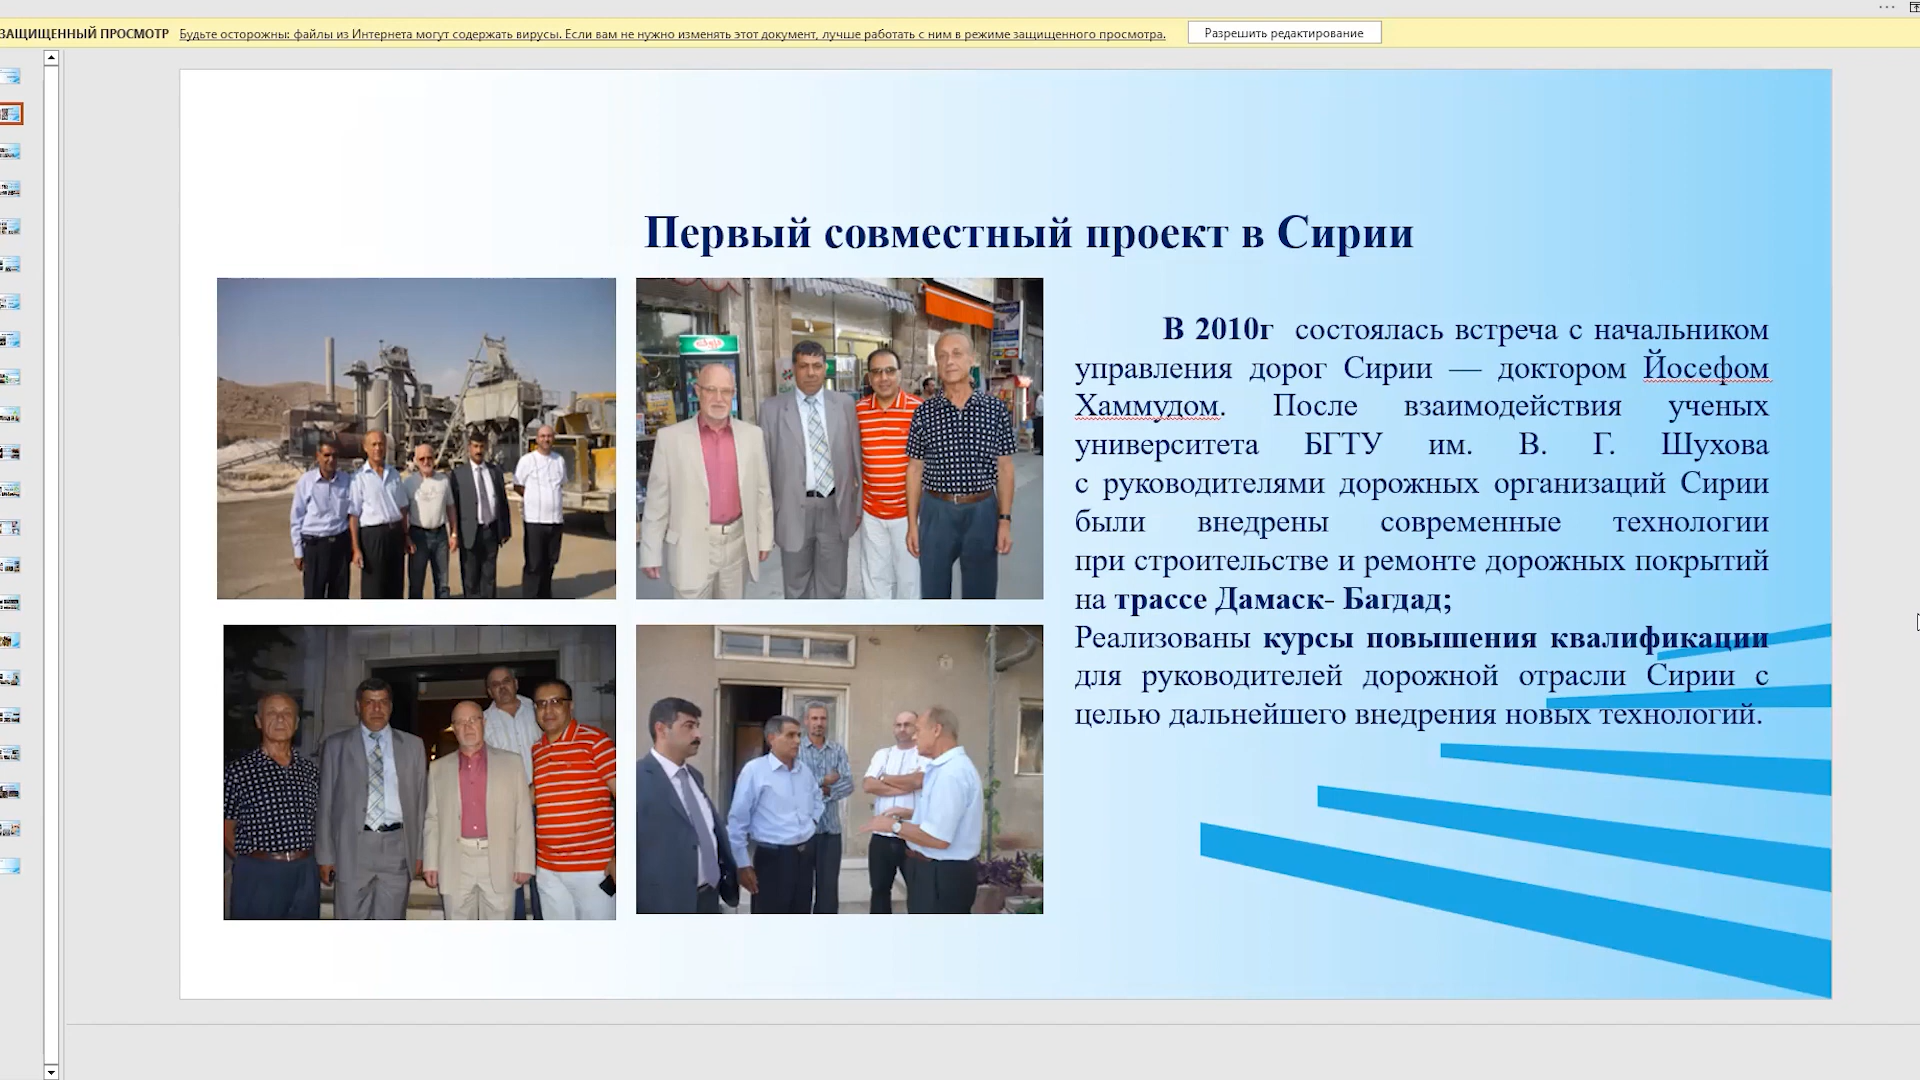 ЗАЩИЩЕННЫЙ ПРОСМОТР Будьте осторожны: файлы из Интернета могут содержать вирусы. Если вам не нужно изменять этот документ, лучше работать с ним в режиме защищенного просмотра. Разрешить редактирование
Первый совместный проект в Сирии
В 2010г состоялась встреча с начальником
управления дорог Сирии — доктором Йосефом
Хаммудом. После взаимодействия ученых
университета БГТУ им. В. Г. Шухова
с руководителями дорожных организаций Сирии
были внедрены современные технологии
при строительстве и ремонте дорожных покрытий
на трассе Дамаск- Багдад;
Реализованы курсы повышения квалификации
для руководителей дорожной отрасли Сирии с
целью дальнейшего внедрения новых технологий.